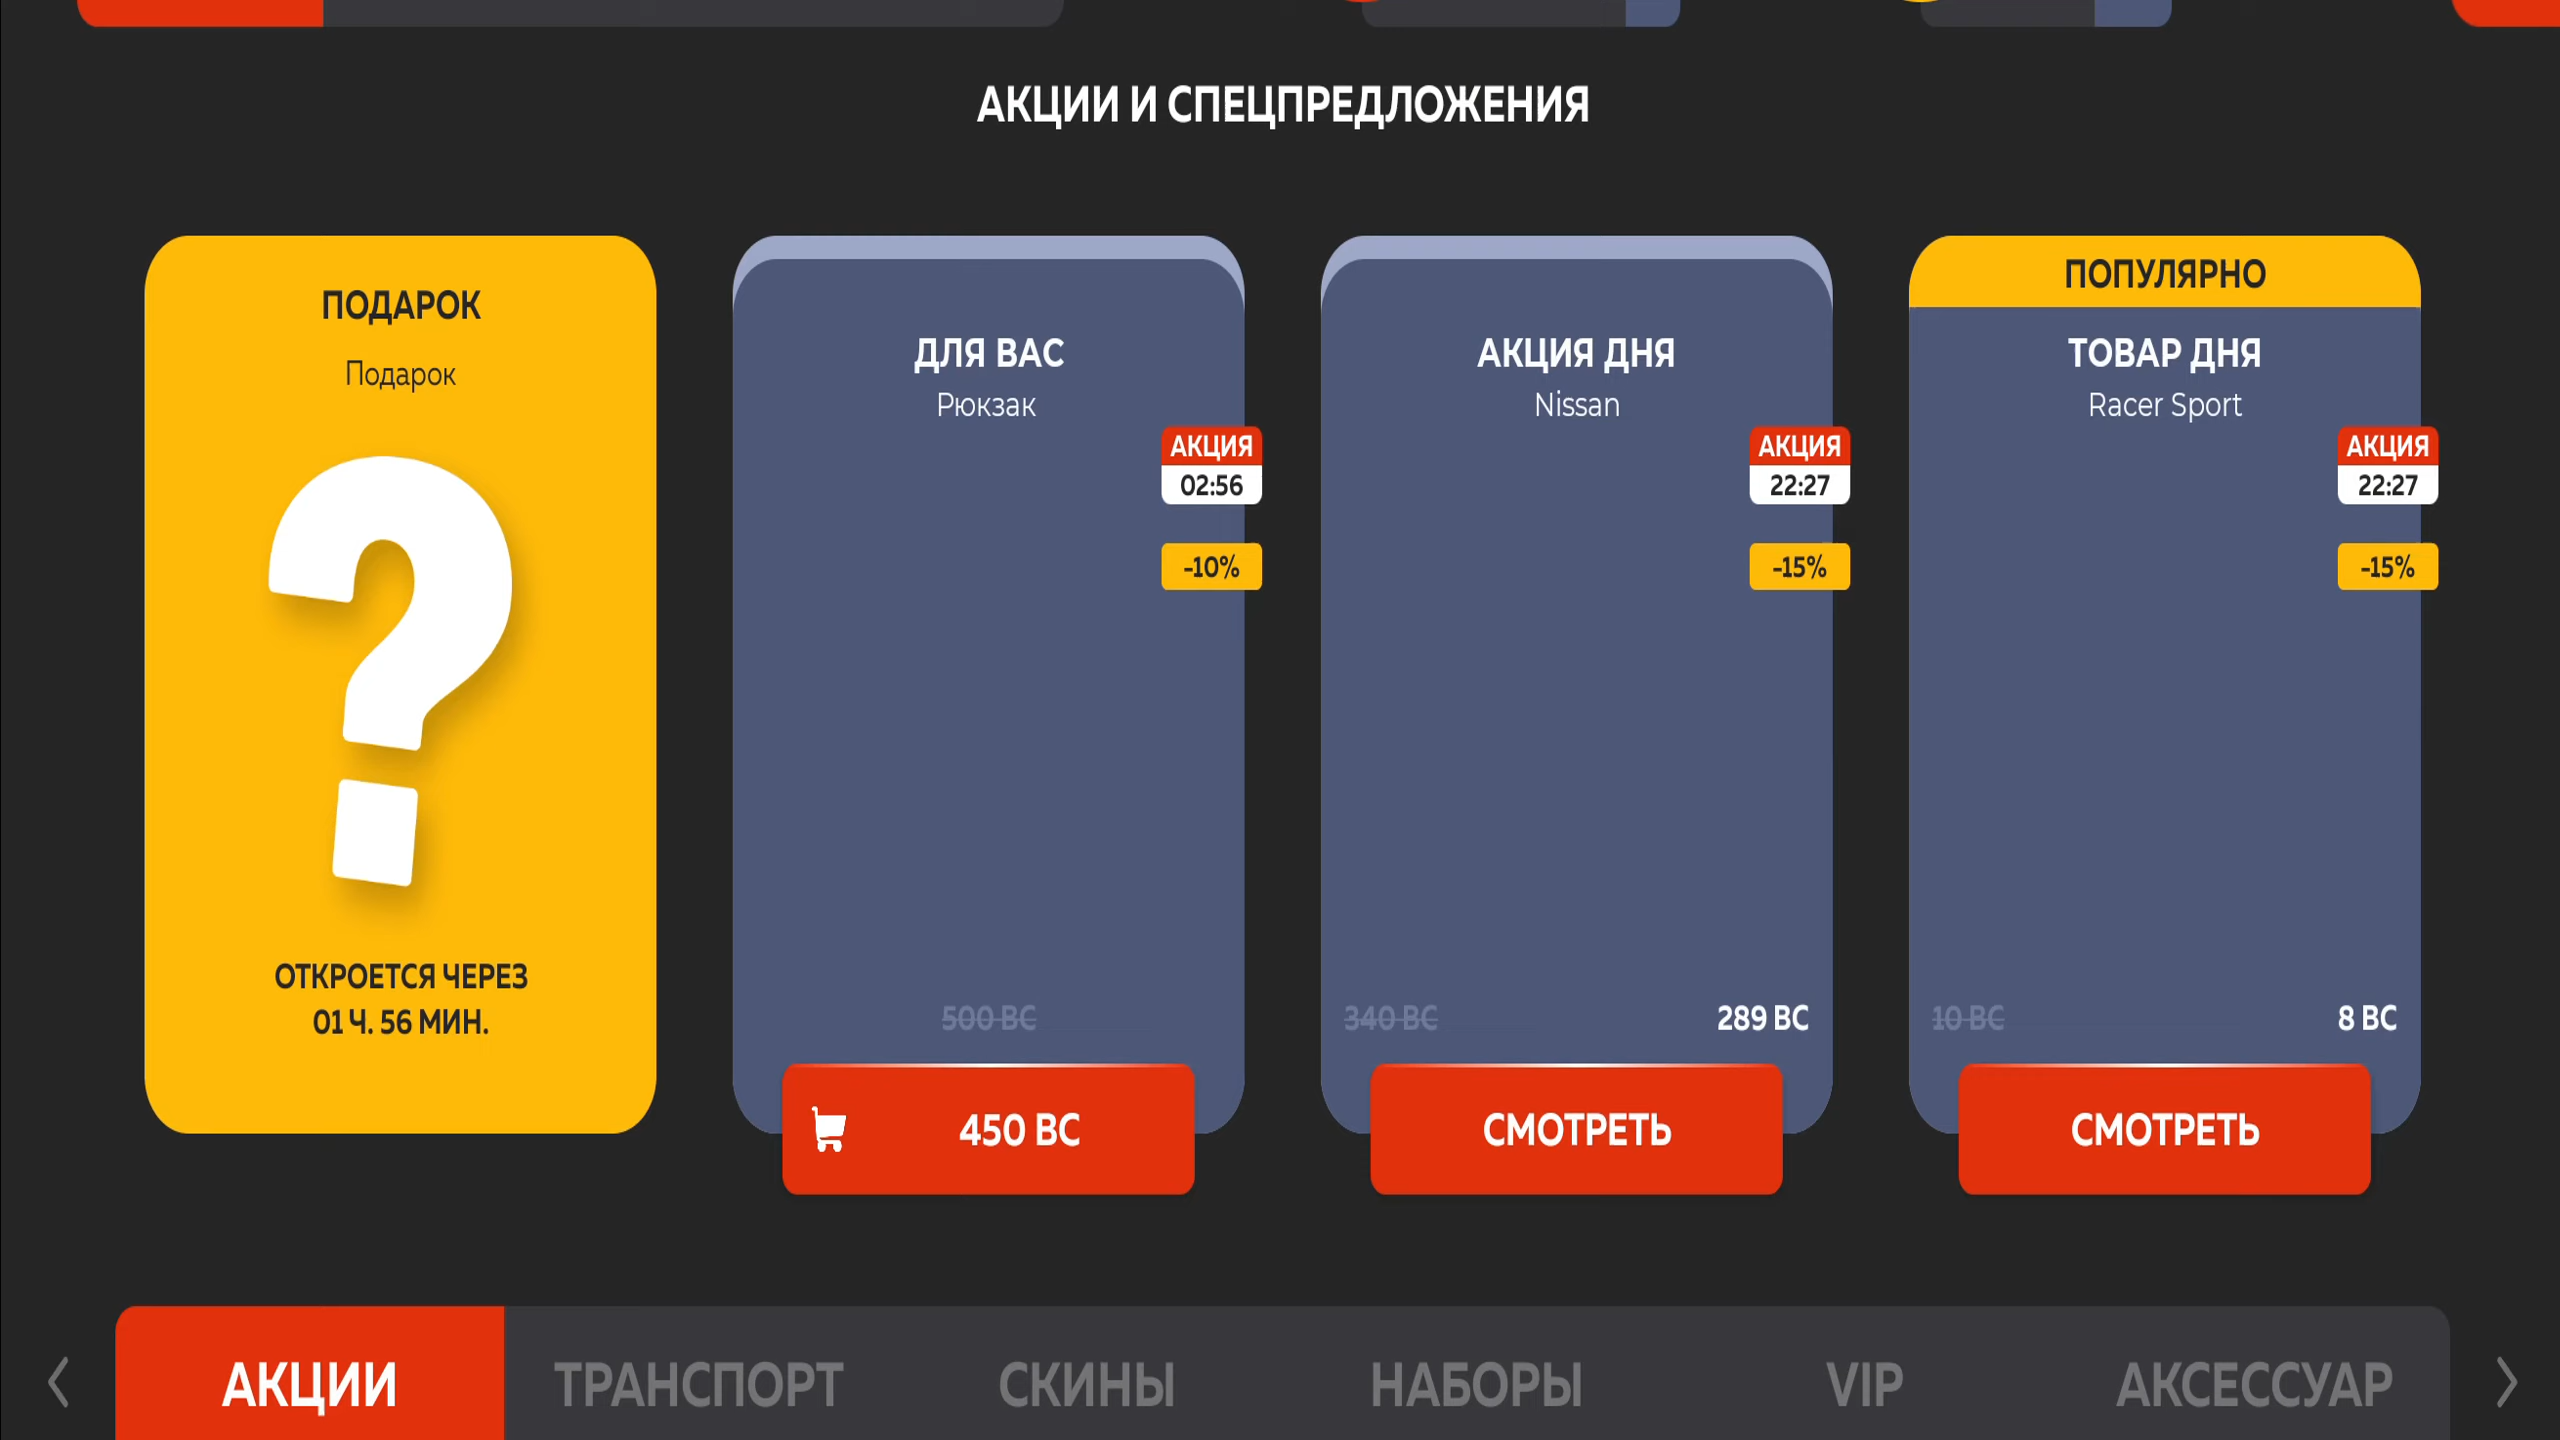 АКЦИИ И СПЕЦПРЕДЛОЖЕНИЯ
ПОДАРОК
Подарок
?
ОТКРОЕТСЯ ЧЕРЕЗ
01 Ч. 56 МИН.
ДЛЯ ВАС
Рюкзак
АКЦИЯ
02:56
-10%
500 BC
450 BC
АКЦИЯ ДНЯ
Nissan
АКЦИЯ
22:27
-15%
340 BC
289 BC
СМОТРЕТЬ
ПОПУЛЯРНО
ТОВАР ДНЯ
Racer Sport
АКЦИЯ
22:27
-15%
10 BC
8 BC
СМОТРЕТЬ
АКЦИИ
ТРАНСПОРТ
СКИНЫ
НАБОРЫ
VIP
АКСЕССУАР